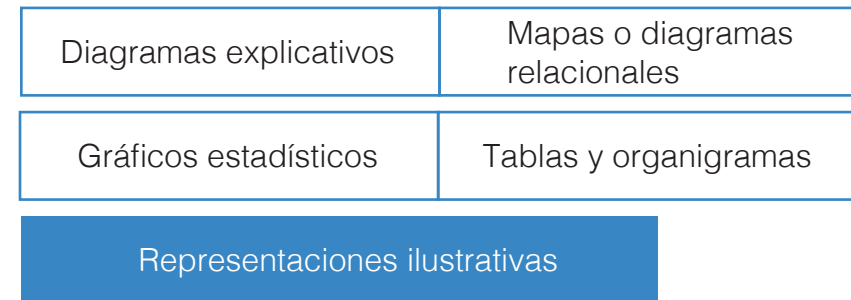 Diagramas explicativos
Mapas o diagramas
relacionales
Gráficos estadísticos
Tablas y organigramas
Representaciones ilustrativas